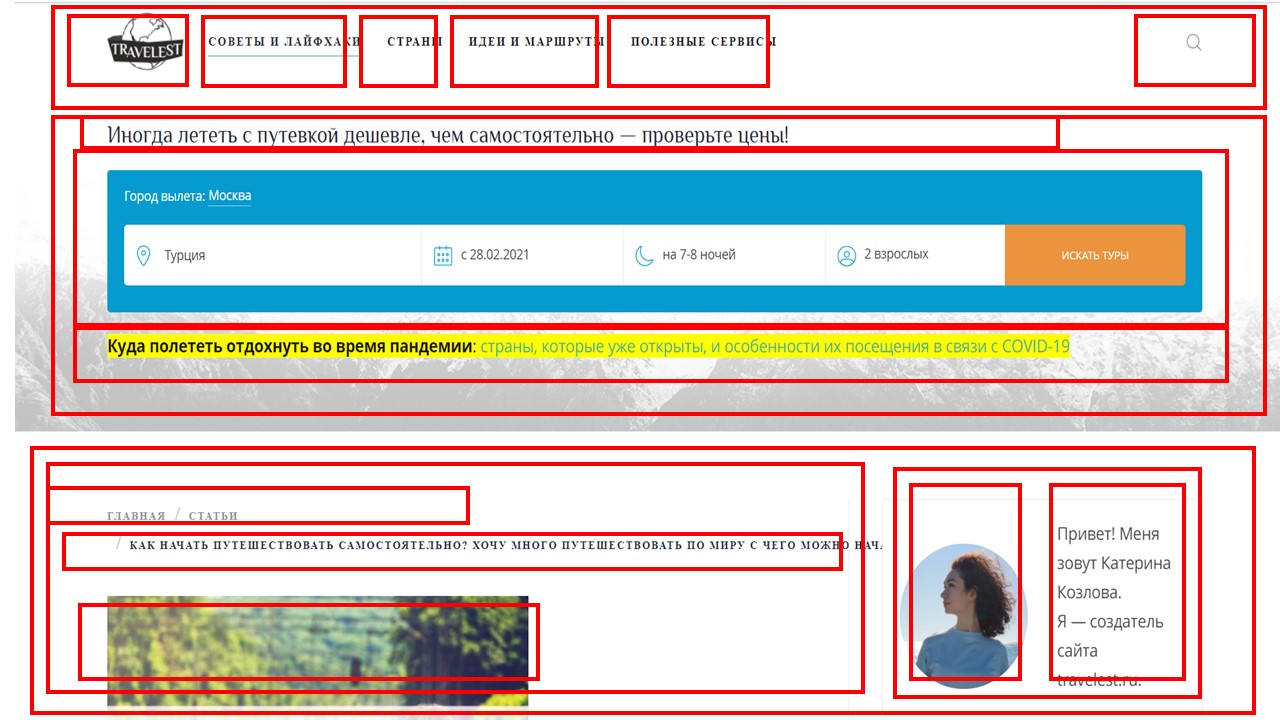 TRAVELEST
СОВЕТЫ И ЛАЙФХАКИ СТРАНЫ ИДЕИ И МАРШРУТЫ ПОЛЕЗНЫЕ СЕРВИСЫ
Иногда лететь с путевкой дешевле, чем самостоятельно — проверьте цены!
Город вылета: Москва
Турция с 28.02.2021 на 7-8 ночей 2 взрослых ИСКАТЬ ТУРЫ
Куда полететь отдохнуть во время пандемии: страны, которые уже открыты, и особенности их посещения в связи с COVID-19
ГЛАВНАЯ / СТАТЬИ
/ КАК НАЧАТЬ ПУТЕШЕСТВОВАТЬ САМОСТОЯТЕЛЬНО? ХОЧУ МНОГО ПУТЕШЕСТВОВАТЬ ПО МИРУ С ЧЕГО МОЖНО НАЧА
Привет! Меня
зовут Катерина
Козлова.
Я — создатель
сайта
travelest.ru.